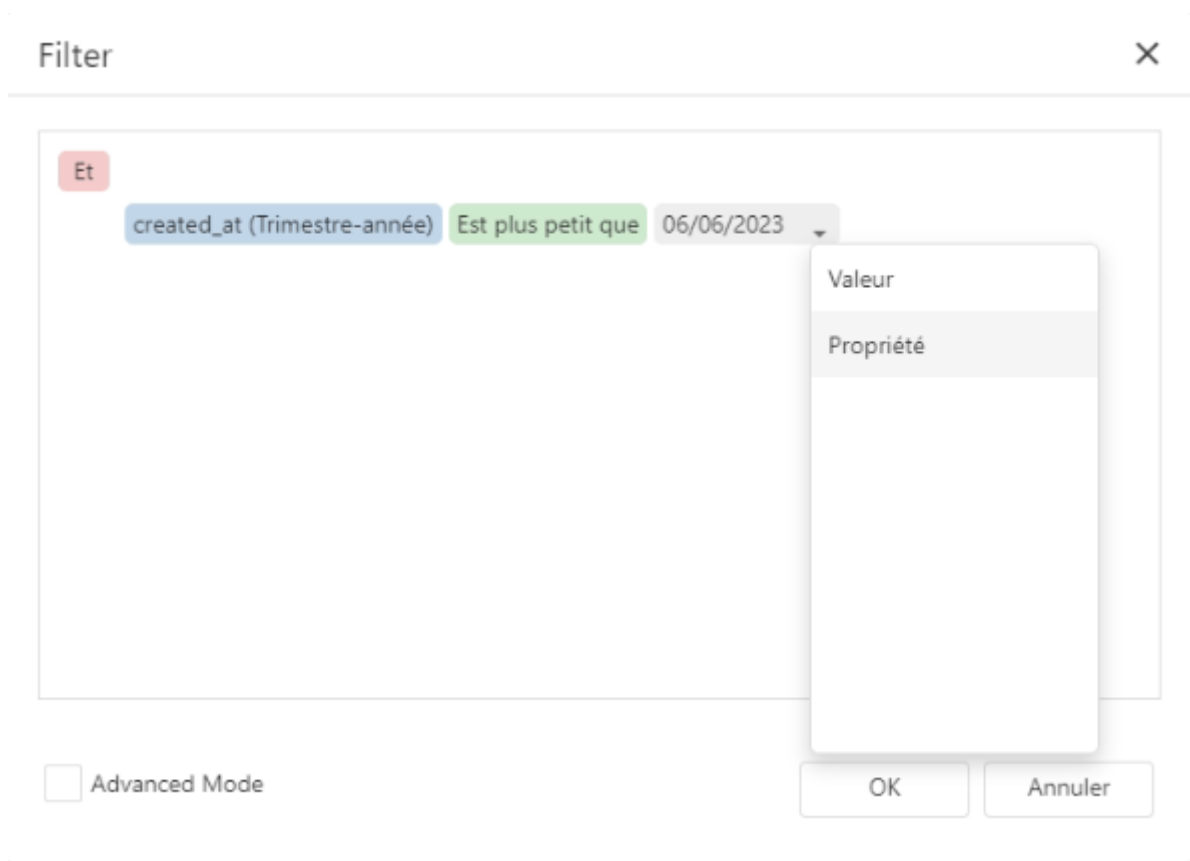 Filter
Et
created_at (Trimestre-année) Est plus petit que 06/06/2023
Valeur
Propriété
Advanced Mode OK Annuler